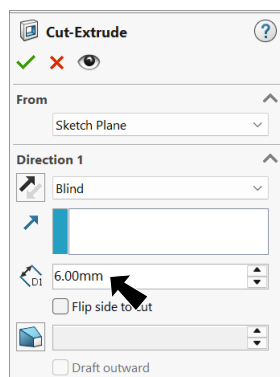 Cut-Extrude
?
From
Sketch Plane
Direction 1
Blind
D1 6.00mm
Flip side to cut
Draft outward